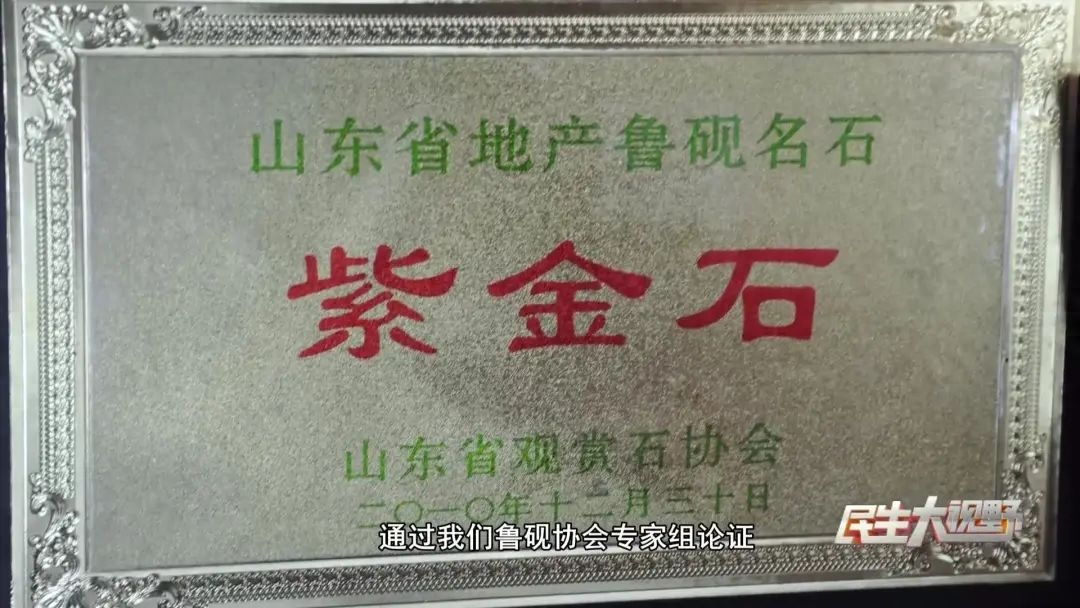 山东省地产鲁砚名石
紫金石
山东省观赏石协会
二〇一〇年十二月三十日
通过我们鲁砚协会专家组论证
民生大视野